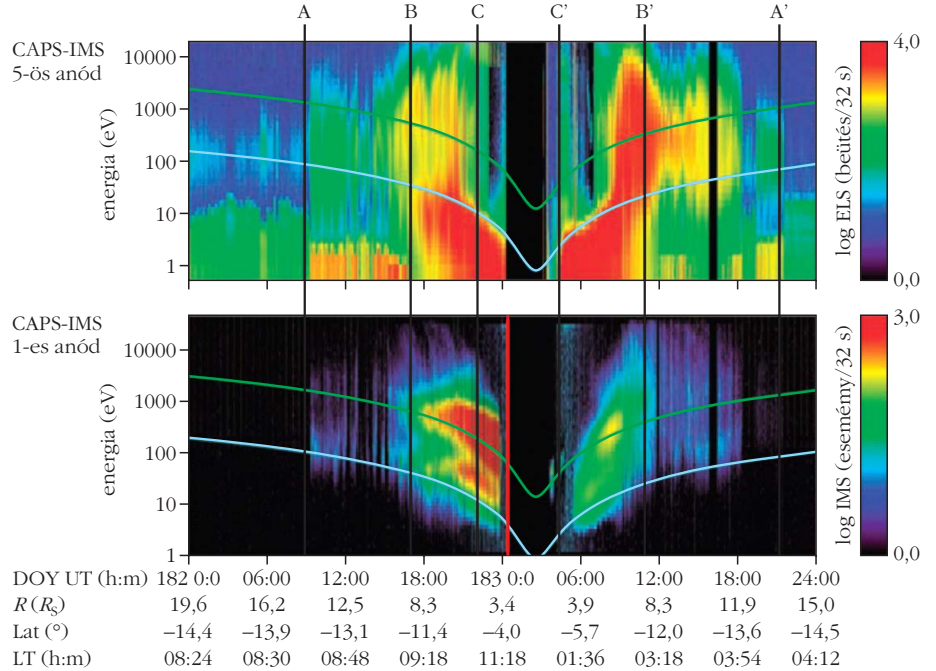 A B C C’ B’ A’
CAPS-IMS
5-ös anód
energia (eV)
10000
1000
100
10
1
4,0
log ELS (beütés/32 s)
0,0
CAPS-IMS
1-es anód
energia (eV)
10000
1000
100
10
1
3,0
log IMS (esemémy/32 s)
0,0
DOY UT (h:m) 182 0:0 06:00 12:00 18:00 183 0:0 06:00 12:00 18:00 24:00
R (RS) 19,6 16,2 12,5 8,3 3,4 3,9 8,3 11,9 15,0
Lat (°) –14,4 –13,9 –13,1 –11,4 –4,0 –5,7 –12,0 –13,6 –14,5
LT (h:m) 08:24 08:30 08:48 09:18 11:18 01:36 03:18 03:54 04:12